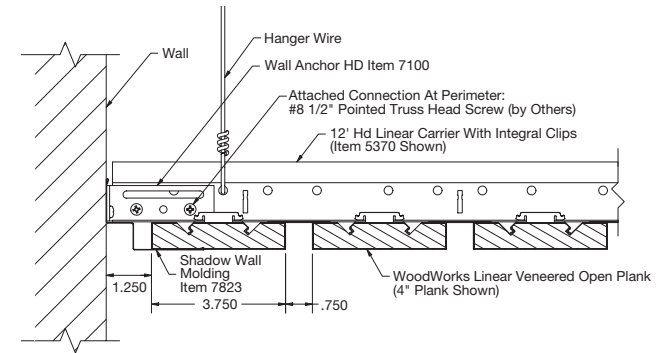 Hanger Wire
Wall
Wall Anchor HD Item 7100
Attached Connection At Perimeter:
#8 1/2" Pointed Truss Head Screw (by Others)
12' Hd Linear Carrier With Integral Clips
(Item 5370 Shown)
Shadow Wall
Molding
Item 7823
WoodWorks Linear Veneered Open Plank
(4" Plank Shown)
1.250
3.750
.750